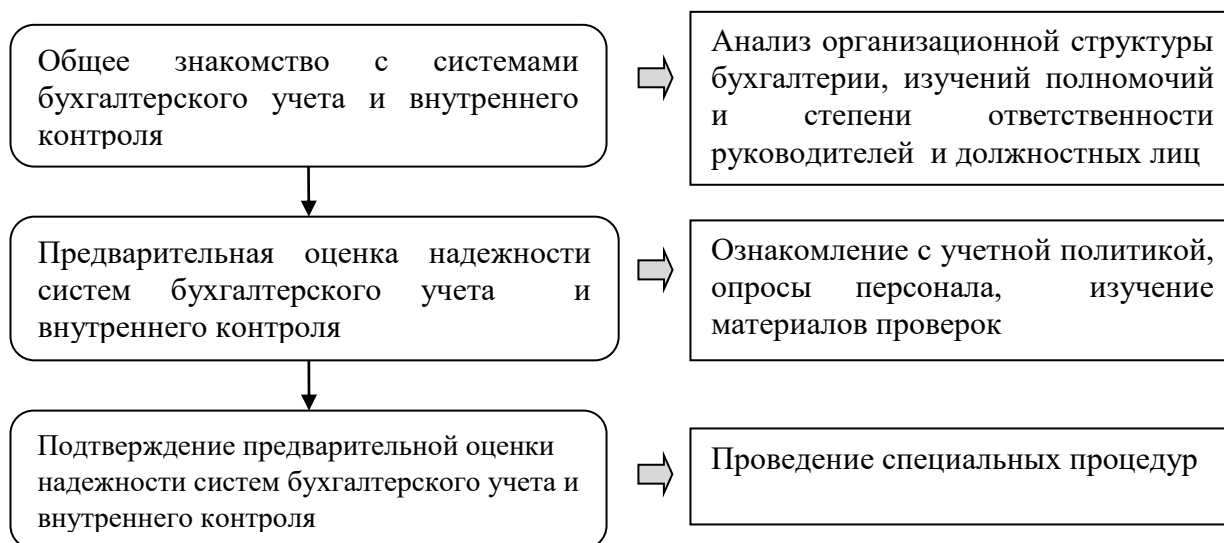 Общее знакомство с системами
бухгалтерского учета и внутреннего
контроля
Анализ организационной структуры
бухгалтерии, изучений полномочий
и степени ответственности
руководителей и должностных лиц
Предварительная оценка надежности
систем бухгалтерского учета и
внутреннего контроля
Ознакомление с учетной политикой,
опросы персонала, изучение
материалов проверок
Подтверждение предварительной оценки
надежности систем бухгалтерского учета и
внутреннего контроля
Проведение специальных процедур